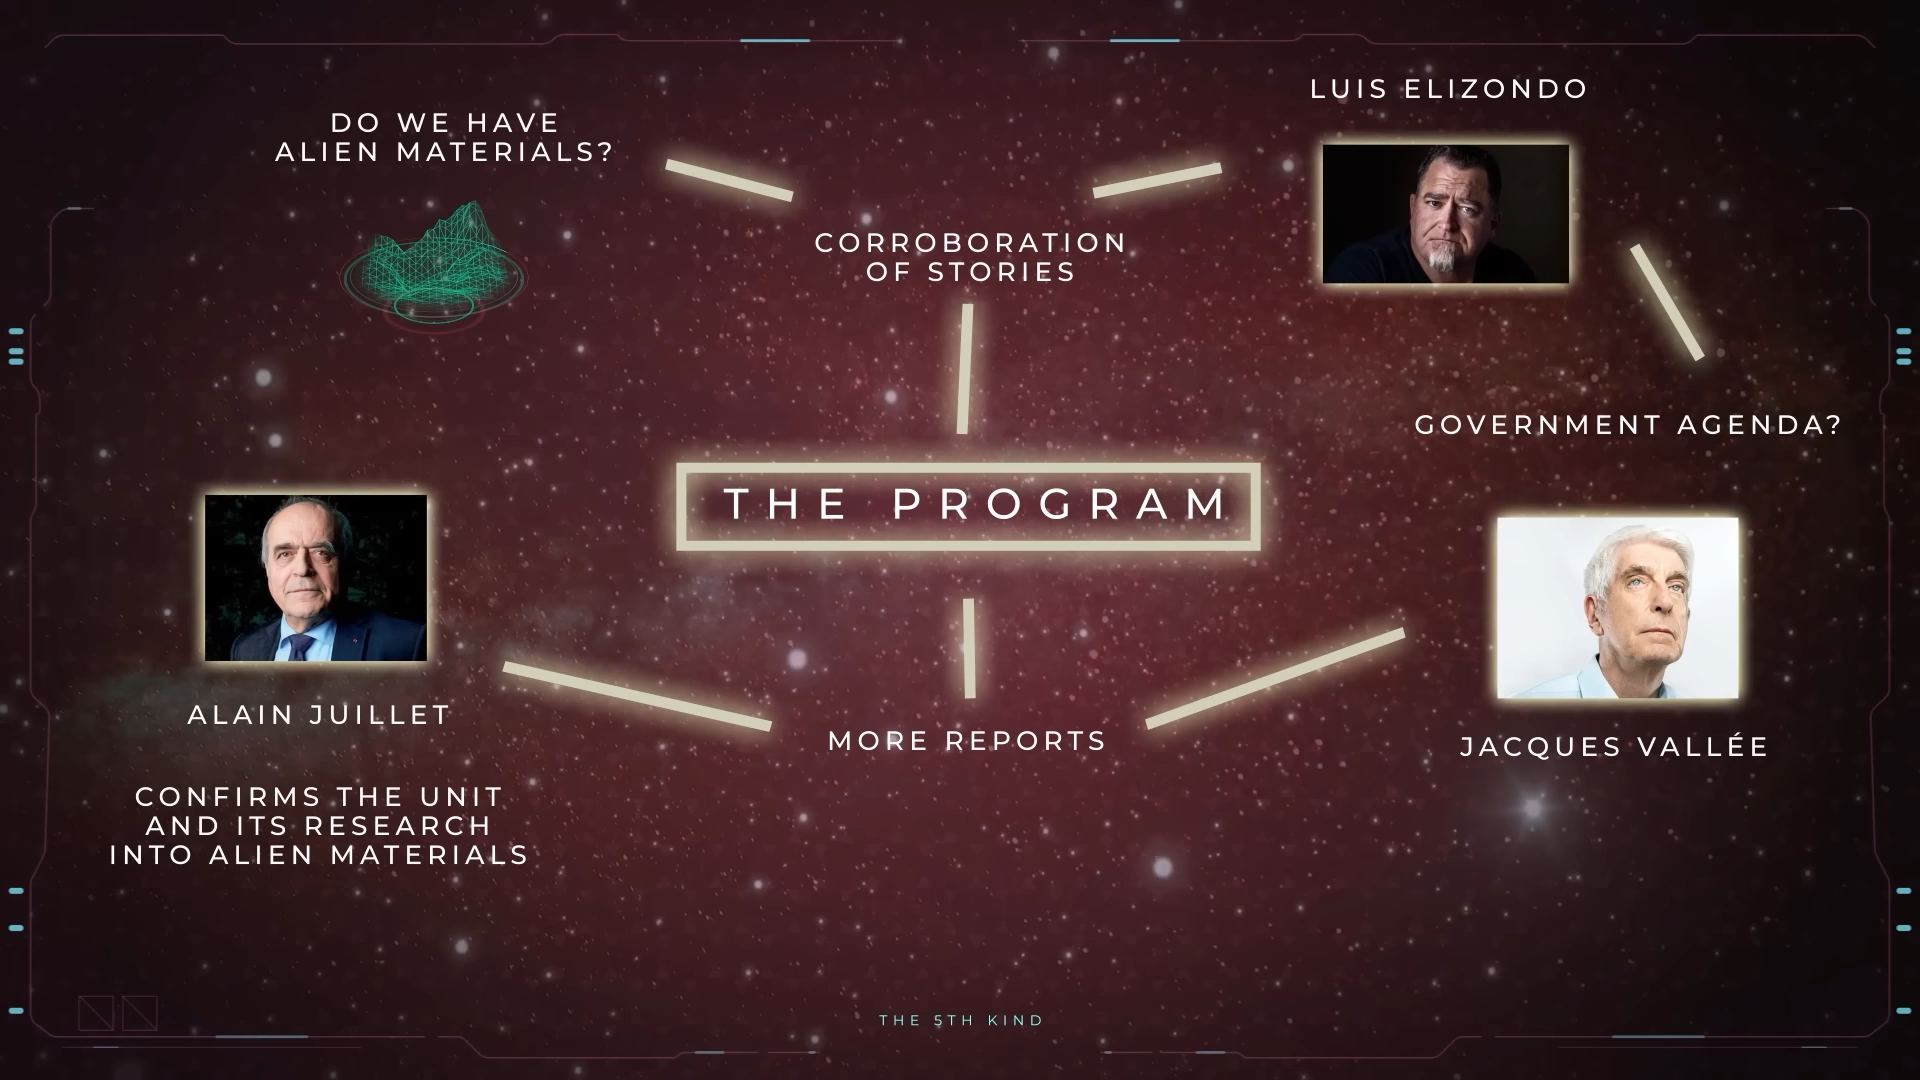 LUIS ELIZONDO
DO WE HAVE
ALIEN MATERIALS?
CORROBORATION
OF STORIES
GOVERNMENT AGENDA?
THE PROGRAM
ALAIN JUILLET
MORE REPORTS
JACQUES VALLÉE
CONFIRMS THE UNIT
AND ITS RESEARCH
INTO ALIEN MATERIALS
THE 5TH KIND